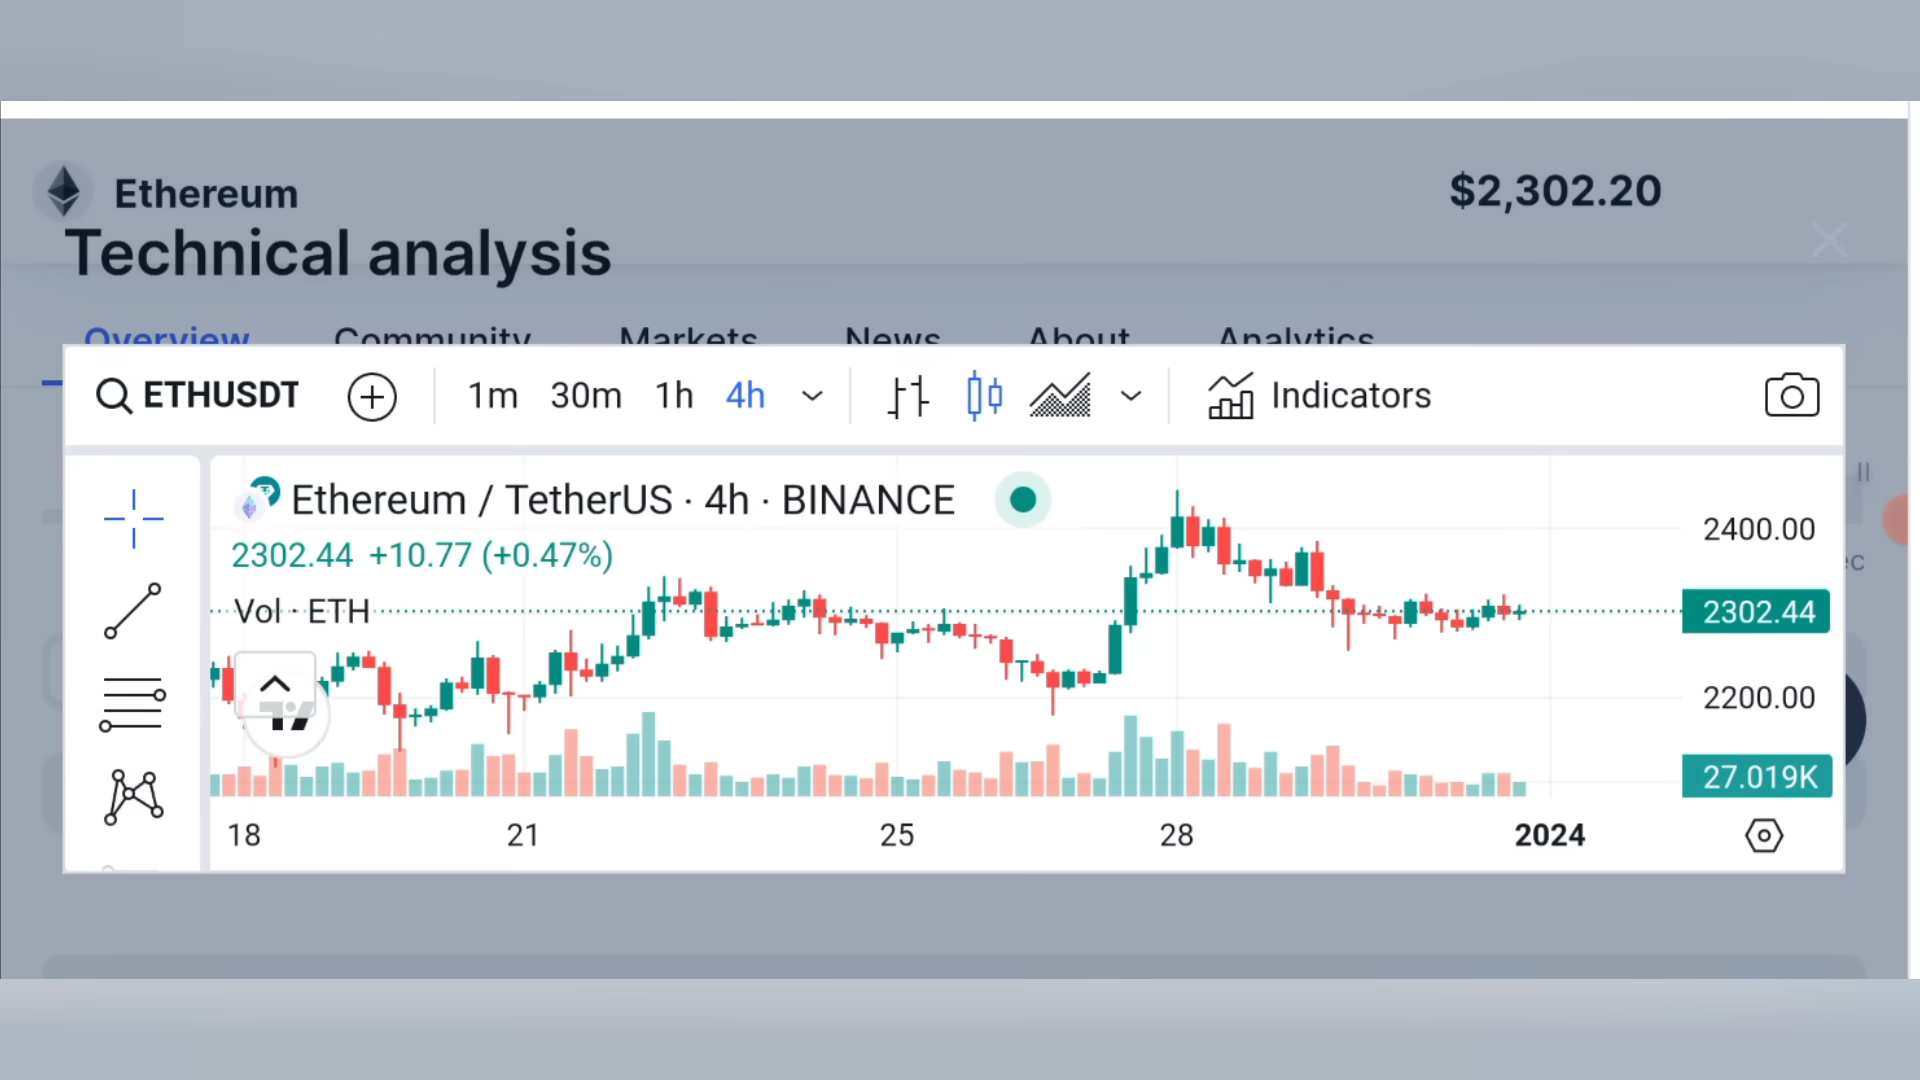 Ethereum
$2,302.20
Technical analysis
Overview Community Markets News About Analytics
ETHUSDT 1m 30m 1h 4h Indicators
Ethereum / TetherUS · 4h · BINANCE
2302.44 +10.77 (+0.47%)
Vol · ETH
2400.00
2302.44
2200.00
27.019K
18 21 25 28 2024